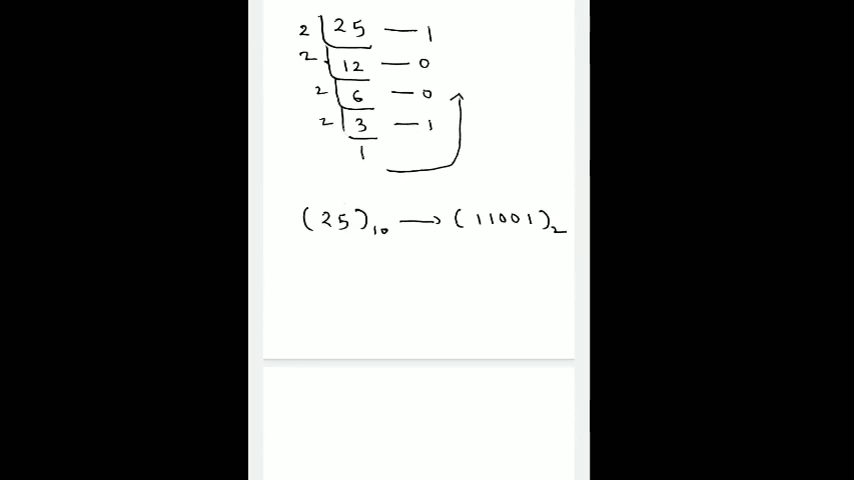 2 | 25 — 1
2 | 12 — 0
2 | 6 — 0
2 | 3 — 1
1
(25)₁₀ → (11001)₂